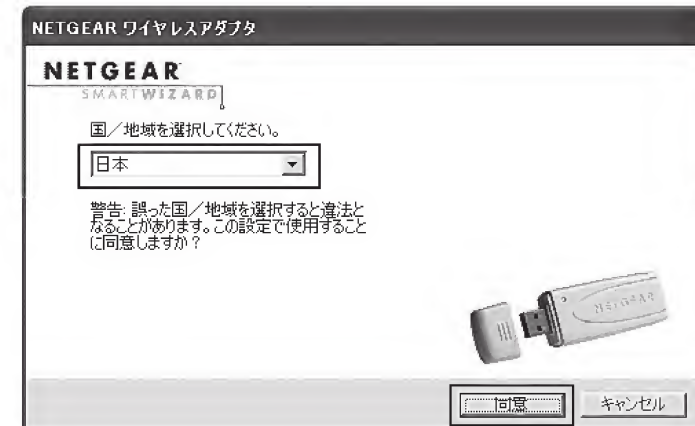 NETGEAR ワイヤレスアダプタ
NETGEAR
SMARTWIZARD
国／地域を選択してください。
日本
警告: 誤った国／地域を選択すると違法と
なることがあります。この設定で使用すること
に同意しますか？
NETGEAR
同意
キャンセル